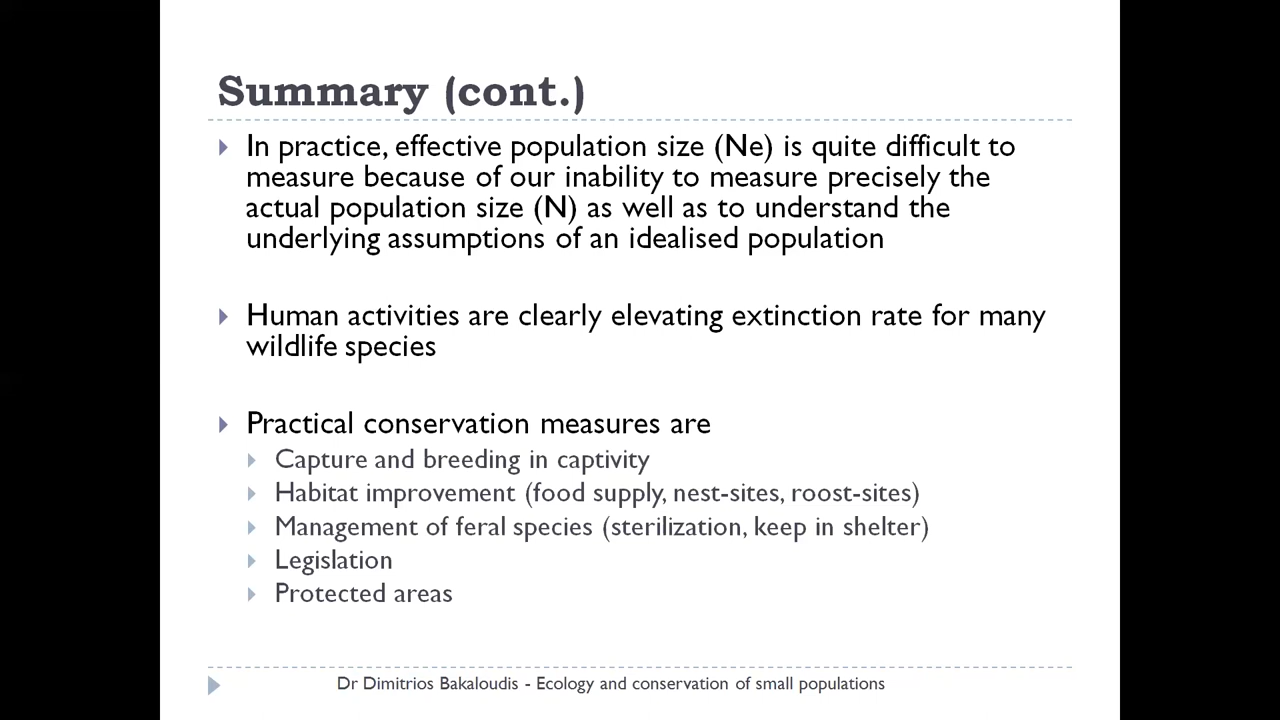 Summary (cont.)
In practice, effective population size (Ne) is quite difficult to
measure because of our inability to measure precisely the
actual population size (N) as well as to understand the
underlying assumptions of an idealised population
Human activities are clearly elevating extinction rate for many
wildlife species
Practical conservation measures are
Capture and breeding in captivity
Habitat improvement (food supply, nest-sites, roost-sites)
Management of feral species (sterilization, keep in shelter)
Legislation
Protected areas
Dr Dimitrios Bakaloudis - Ecology and conservation of small populations